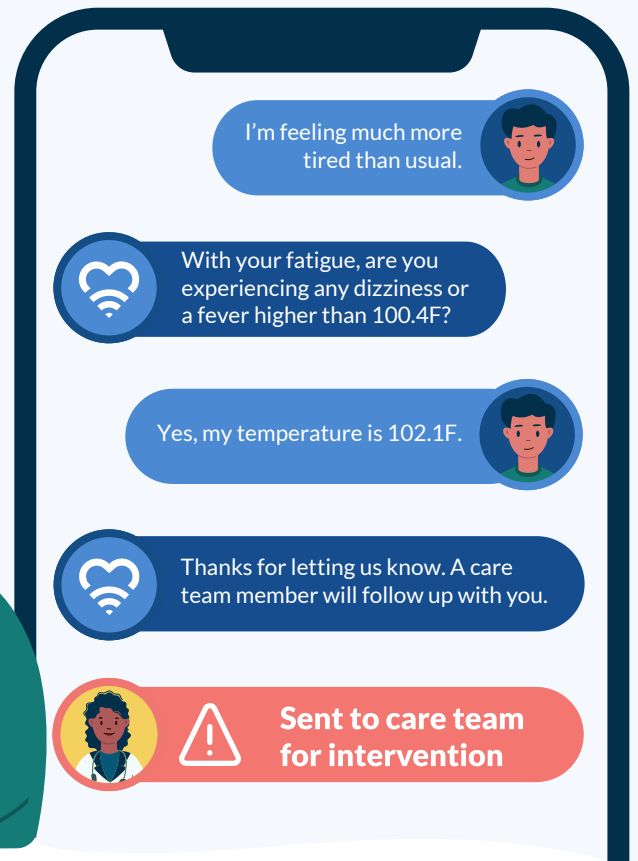 I’m feeling much more
tired than usual.
With your fatigue, are you
experiencing any dizziness or
a fever higher than 100.4F?
Yes, my temperature is 102.1F.
Thanks for letting us know. A care
team member will follow up with you.
Sent to care team
for intervention